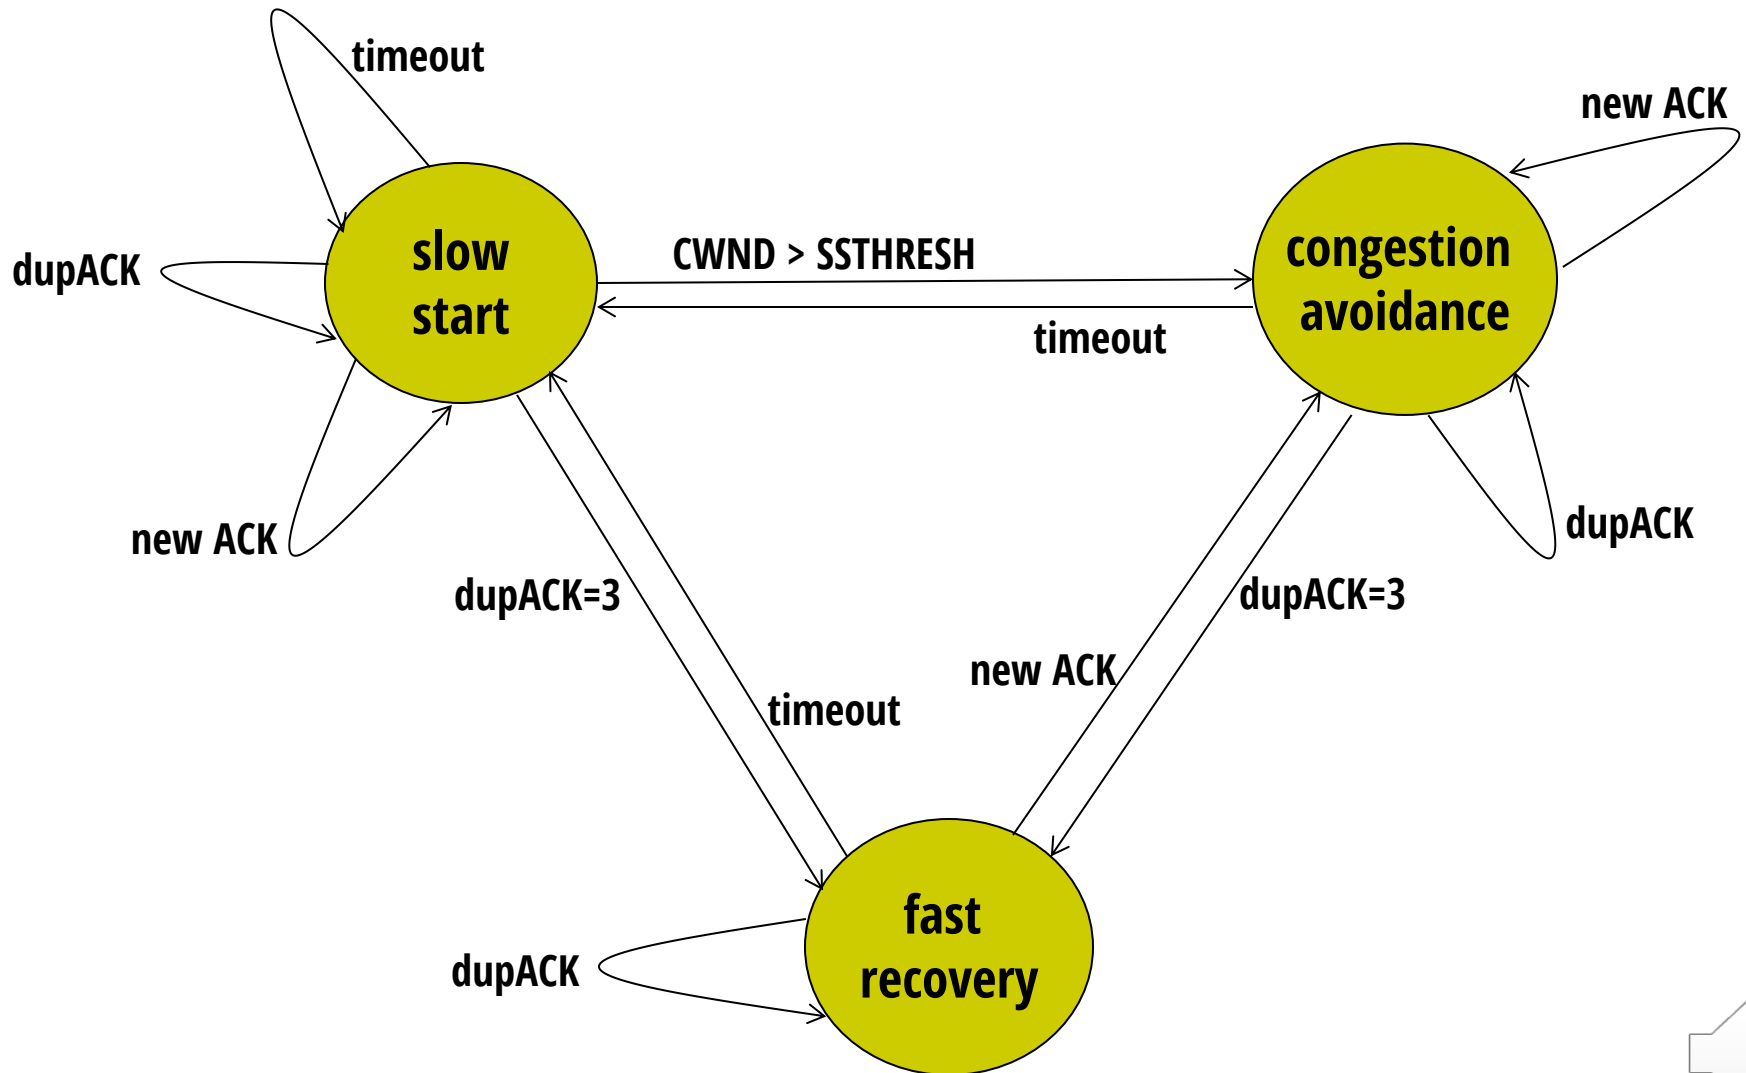 timeout
new ACK
dupACK
slow
start
CWND > SSTHRESH
congestion
avoidance
timeout
new ACK
dupACK
dupACK=3
dupACK=3
new ACK
timeout
fast
recovery
dupACK